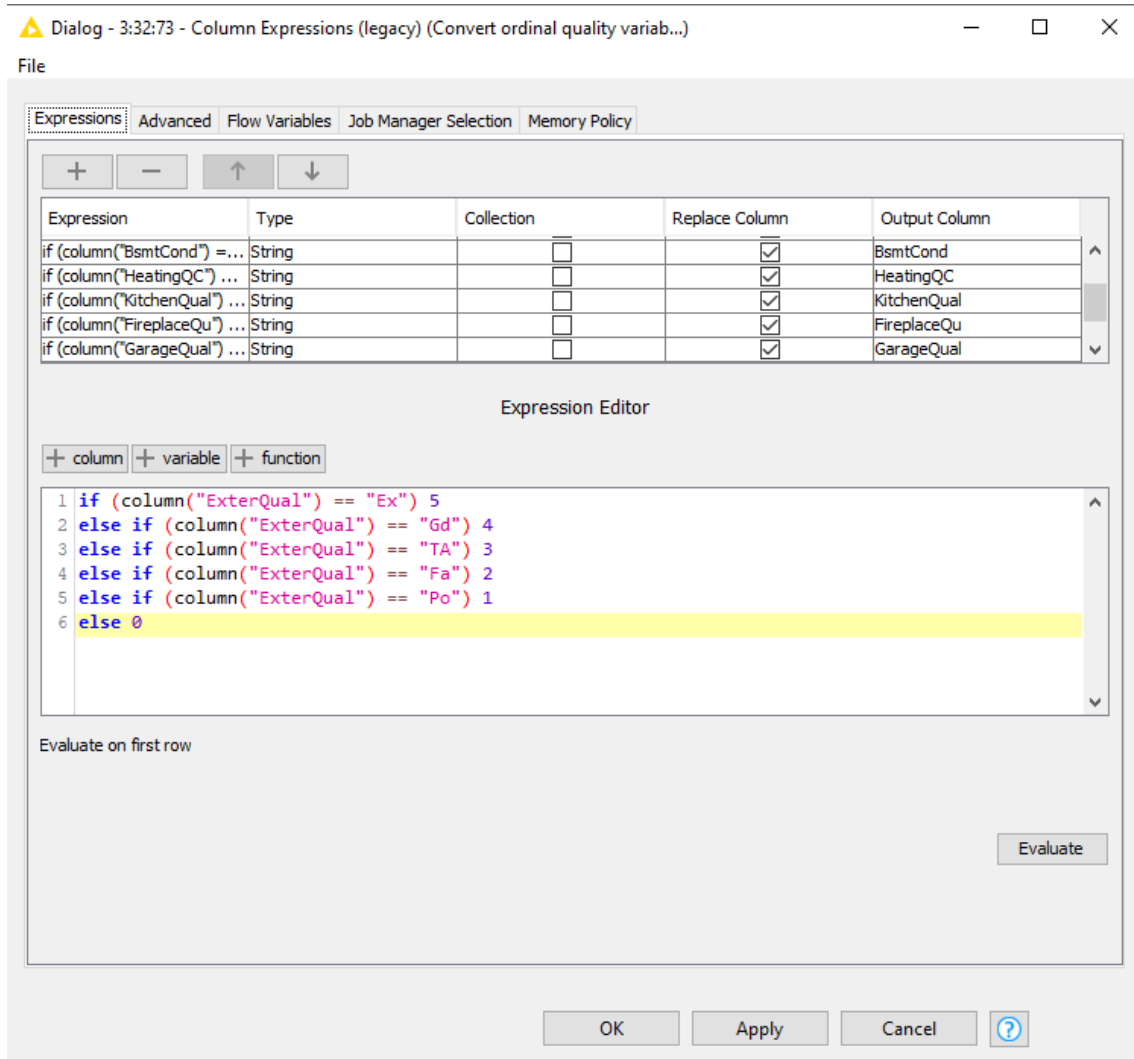 Dialog - 3:32:73 - Column Expressions (legacy) (Convert ordinal quality variab...)
File
Expressions Advanced Flow Variables Job Manager Selection Memory Policy
Expression Type Collection Replace Column Output Column
if (column("BsmtCond") =... String BsmtCond
if (column("HeatingQC") ... String HeatingQC
if (column("KitchenQual") ... String KitchenQual
if (column("FireplaceQu") ... String FireplaceQu
if (column("GarageQual") ... String GarageQual
Expression Editor
+ column + variable + function
1 if (column("ExterQual") == "Ex") 5
2 else if (column("ExterQual") == "Gd") 4
3 else if (column("ExterQual") == "TA") 3
4 else if (column("ExterQual") == "Fa") 2
5 else if (column("ExterQual") == "Po") 1
6 else 0
Evaluate on first row
Evaluate
OK Apply Cancel ?